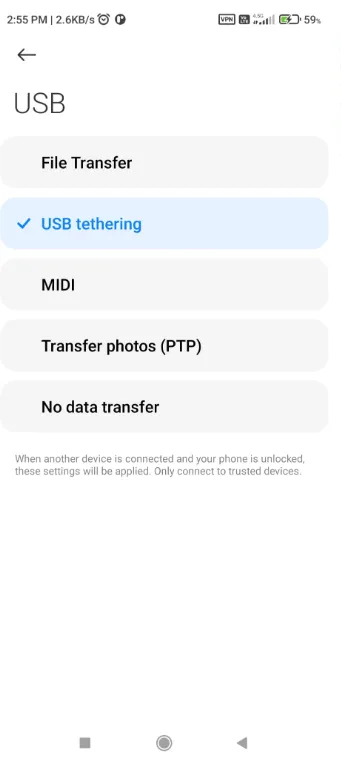 2:55 PM | 2.6KB/s VPN 4.5G 59%
USB
File Transfer
USB tethering
MIDI
Transfer photos (PTP)
No data transfer
When another device is connected and your phone is unlocked,
these settings will be applied. Only connect to trusted devices.